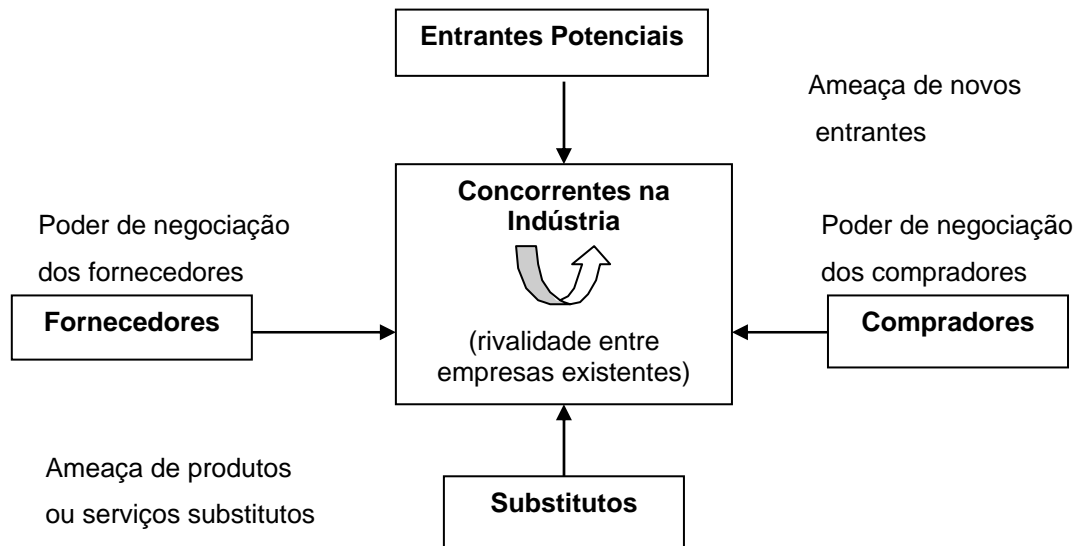 Entrantes Potenciais
Ameaça de novos
entrantes
Concorrentes na
Indústria
(rivalidade entre
empresas existentes)
Poder de negociação
dos fornecedores
Fornecedores
Poder de negociação
dos compradores
Compradores
Ameaça de produtos
ou serviços substitutos
Substitutos